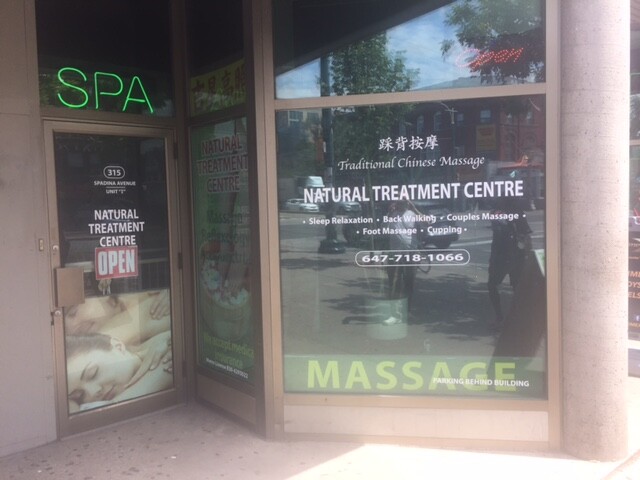 SPA
315
SPADINA AVENUE
UNIT "E"
NATURAL
TREATMENT
CENTRE
OPEN
NATURAL
TREATMENT
CENTRE
Open
踩背按摩
Traditional Chinese Massage
NATURAL TREATMENT CENTRE
• Sleep Relaxation • Back Walking • Couples Massage •
• Foot Massage • Cupping •
647-718-1066
MASSAGE
PARKING BEHIND BUILDING